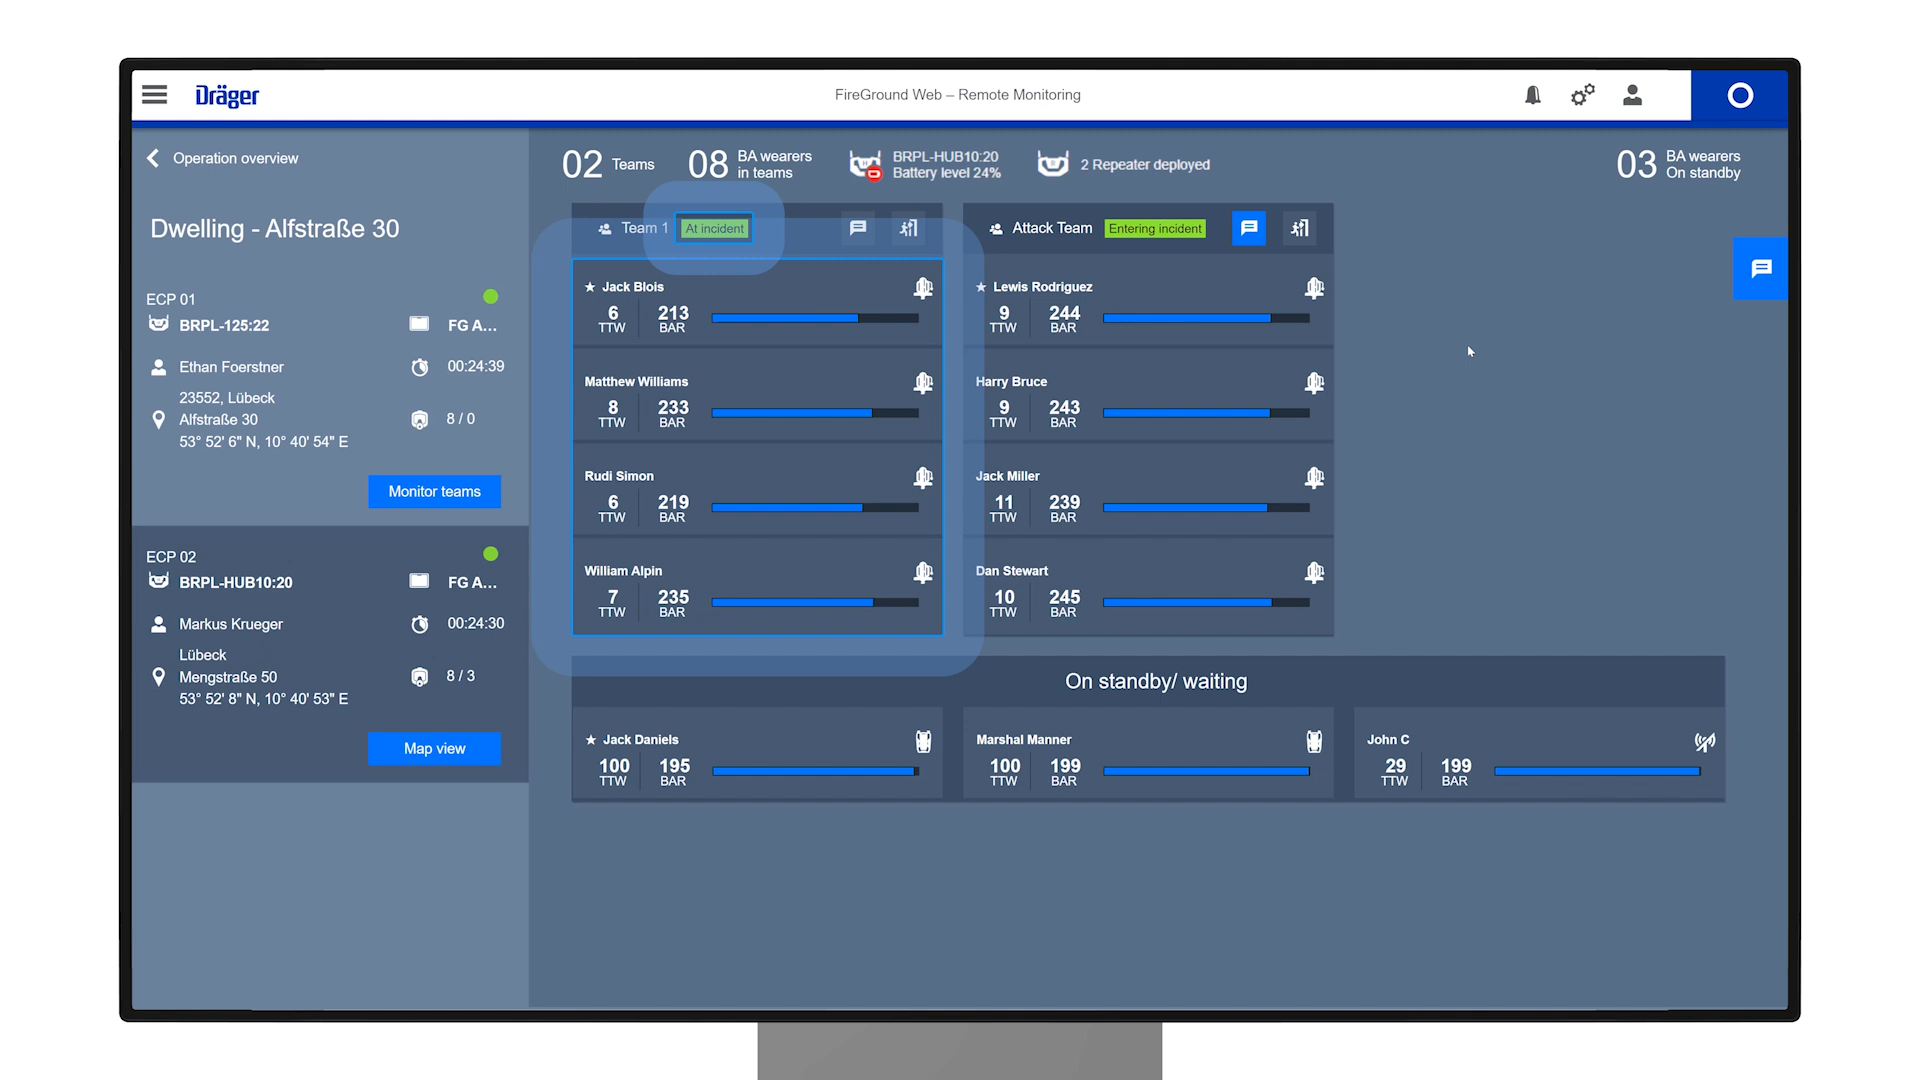 Dräger
FireGround Web – Remote Monitoring
Operation overview
Dwelling - Alfstraße 30
ECP 01
BRPL-125:22
FG A...
Ethan Foerstner
00:24:39
23552, Lübeck
Alfstraße 30
53° 52' 6" N, 10° 40' 54" E
8 / 0
Monitor teams
ECP 02
BRPL-HUB10:20
FG A...
Markus Krueger
00:24:30
Lübeck
Mengstraße 50
53° 52' 8" N, 10° 40' 53" E
8 / 3
Map view
02 Teams
08 BA wearers
in teams
BRPL-HUB10:20
Battery level 24%
2 Repeater deployed
03 BA wearers
On standby
Team 1 At incident
Jack Blois
6 213
TTW BAR
Matthew Williams
8 233
TTW BAR
Rudi Simon
6 219
TTW BAR
William Alpin
7 235
TTW BAR
Attack Team Entering incident
Lewis Rodriguez
9 244
TTW BAR
Harry Bruce
9 243
TTW BAR
Jack Miller
11 239
TTW BAR
Dan Stewart
10 245
TTW BAR
On standby/ waiting
Jack Daniels
100 195
TTW BAR
Marshal Manner
100 199
TTW BAR
John C
29 199
TTW BAR